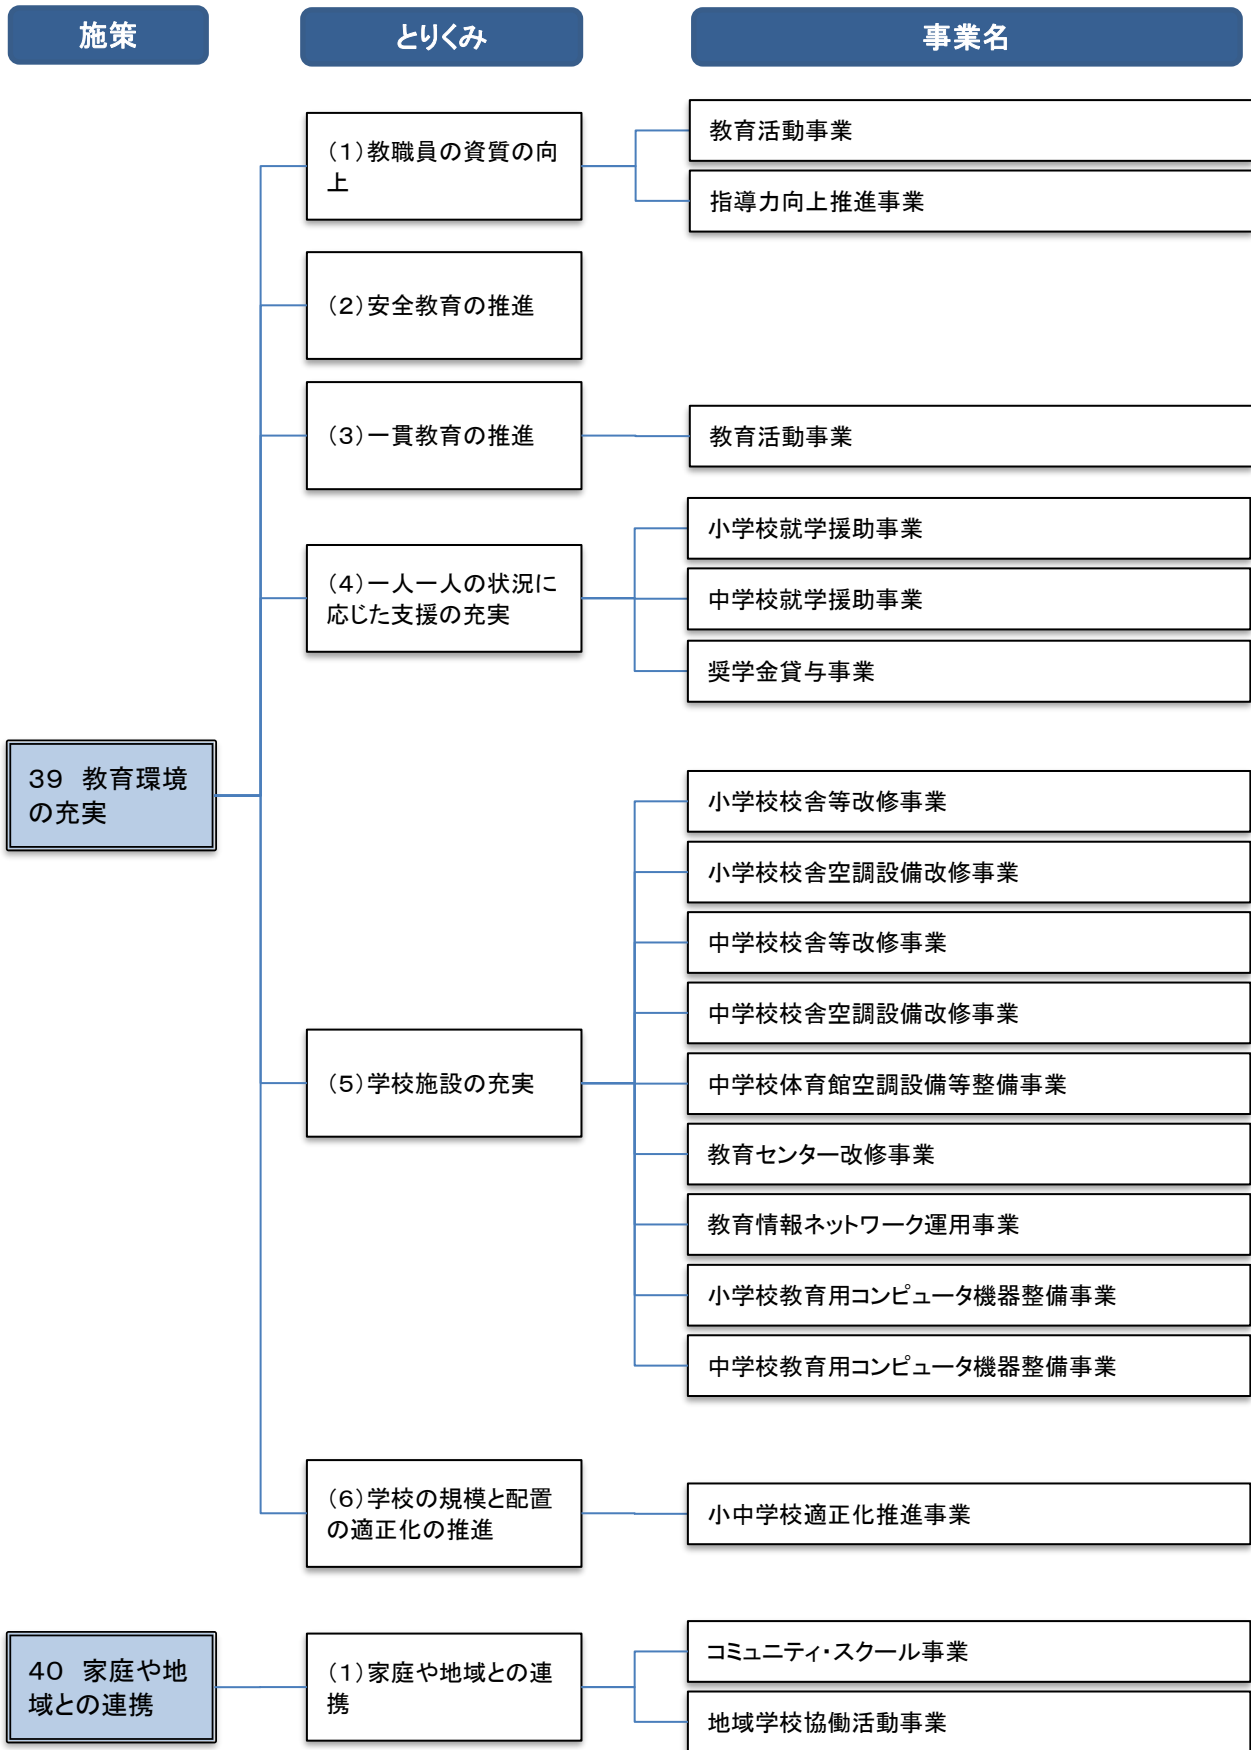 施策
とりくみ
事業名
(1)教職員の資質の向
上
教育活動事業
指導力向上推進事業
(2)安全教育の推進
(3)一貫教育の推進
教育活動事業
(4)一人一人の状況に
応じた支援の充実
小学校就学援助事業
中学校就学援助事業
奨学金貸与事業
39 教育環境
の充実
(5)学校施設の充実
小学校校舎等改修事業
小学校校舎空調設備改修事業
中学校校舎等改修事業
中学校校舎空調設備改修事業
中学校体育館空調設備等整備事業
教育センター改修事業
教育情報ネットワーク運用事業
小学校教育用コンピュータ機器整備事業
中学校教育用コンピュータ機器整備事業
(6)学校の規模と配置
の適正化の推進
小中学校適正化推進事業
40 家庭や地
域との連携
(1)家庭や地域との連
携
コミュニティ・スクール事業
地域学校協働活動事業